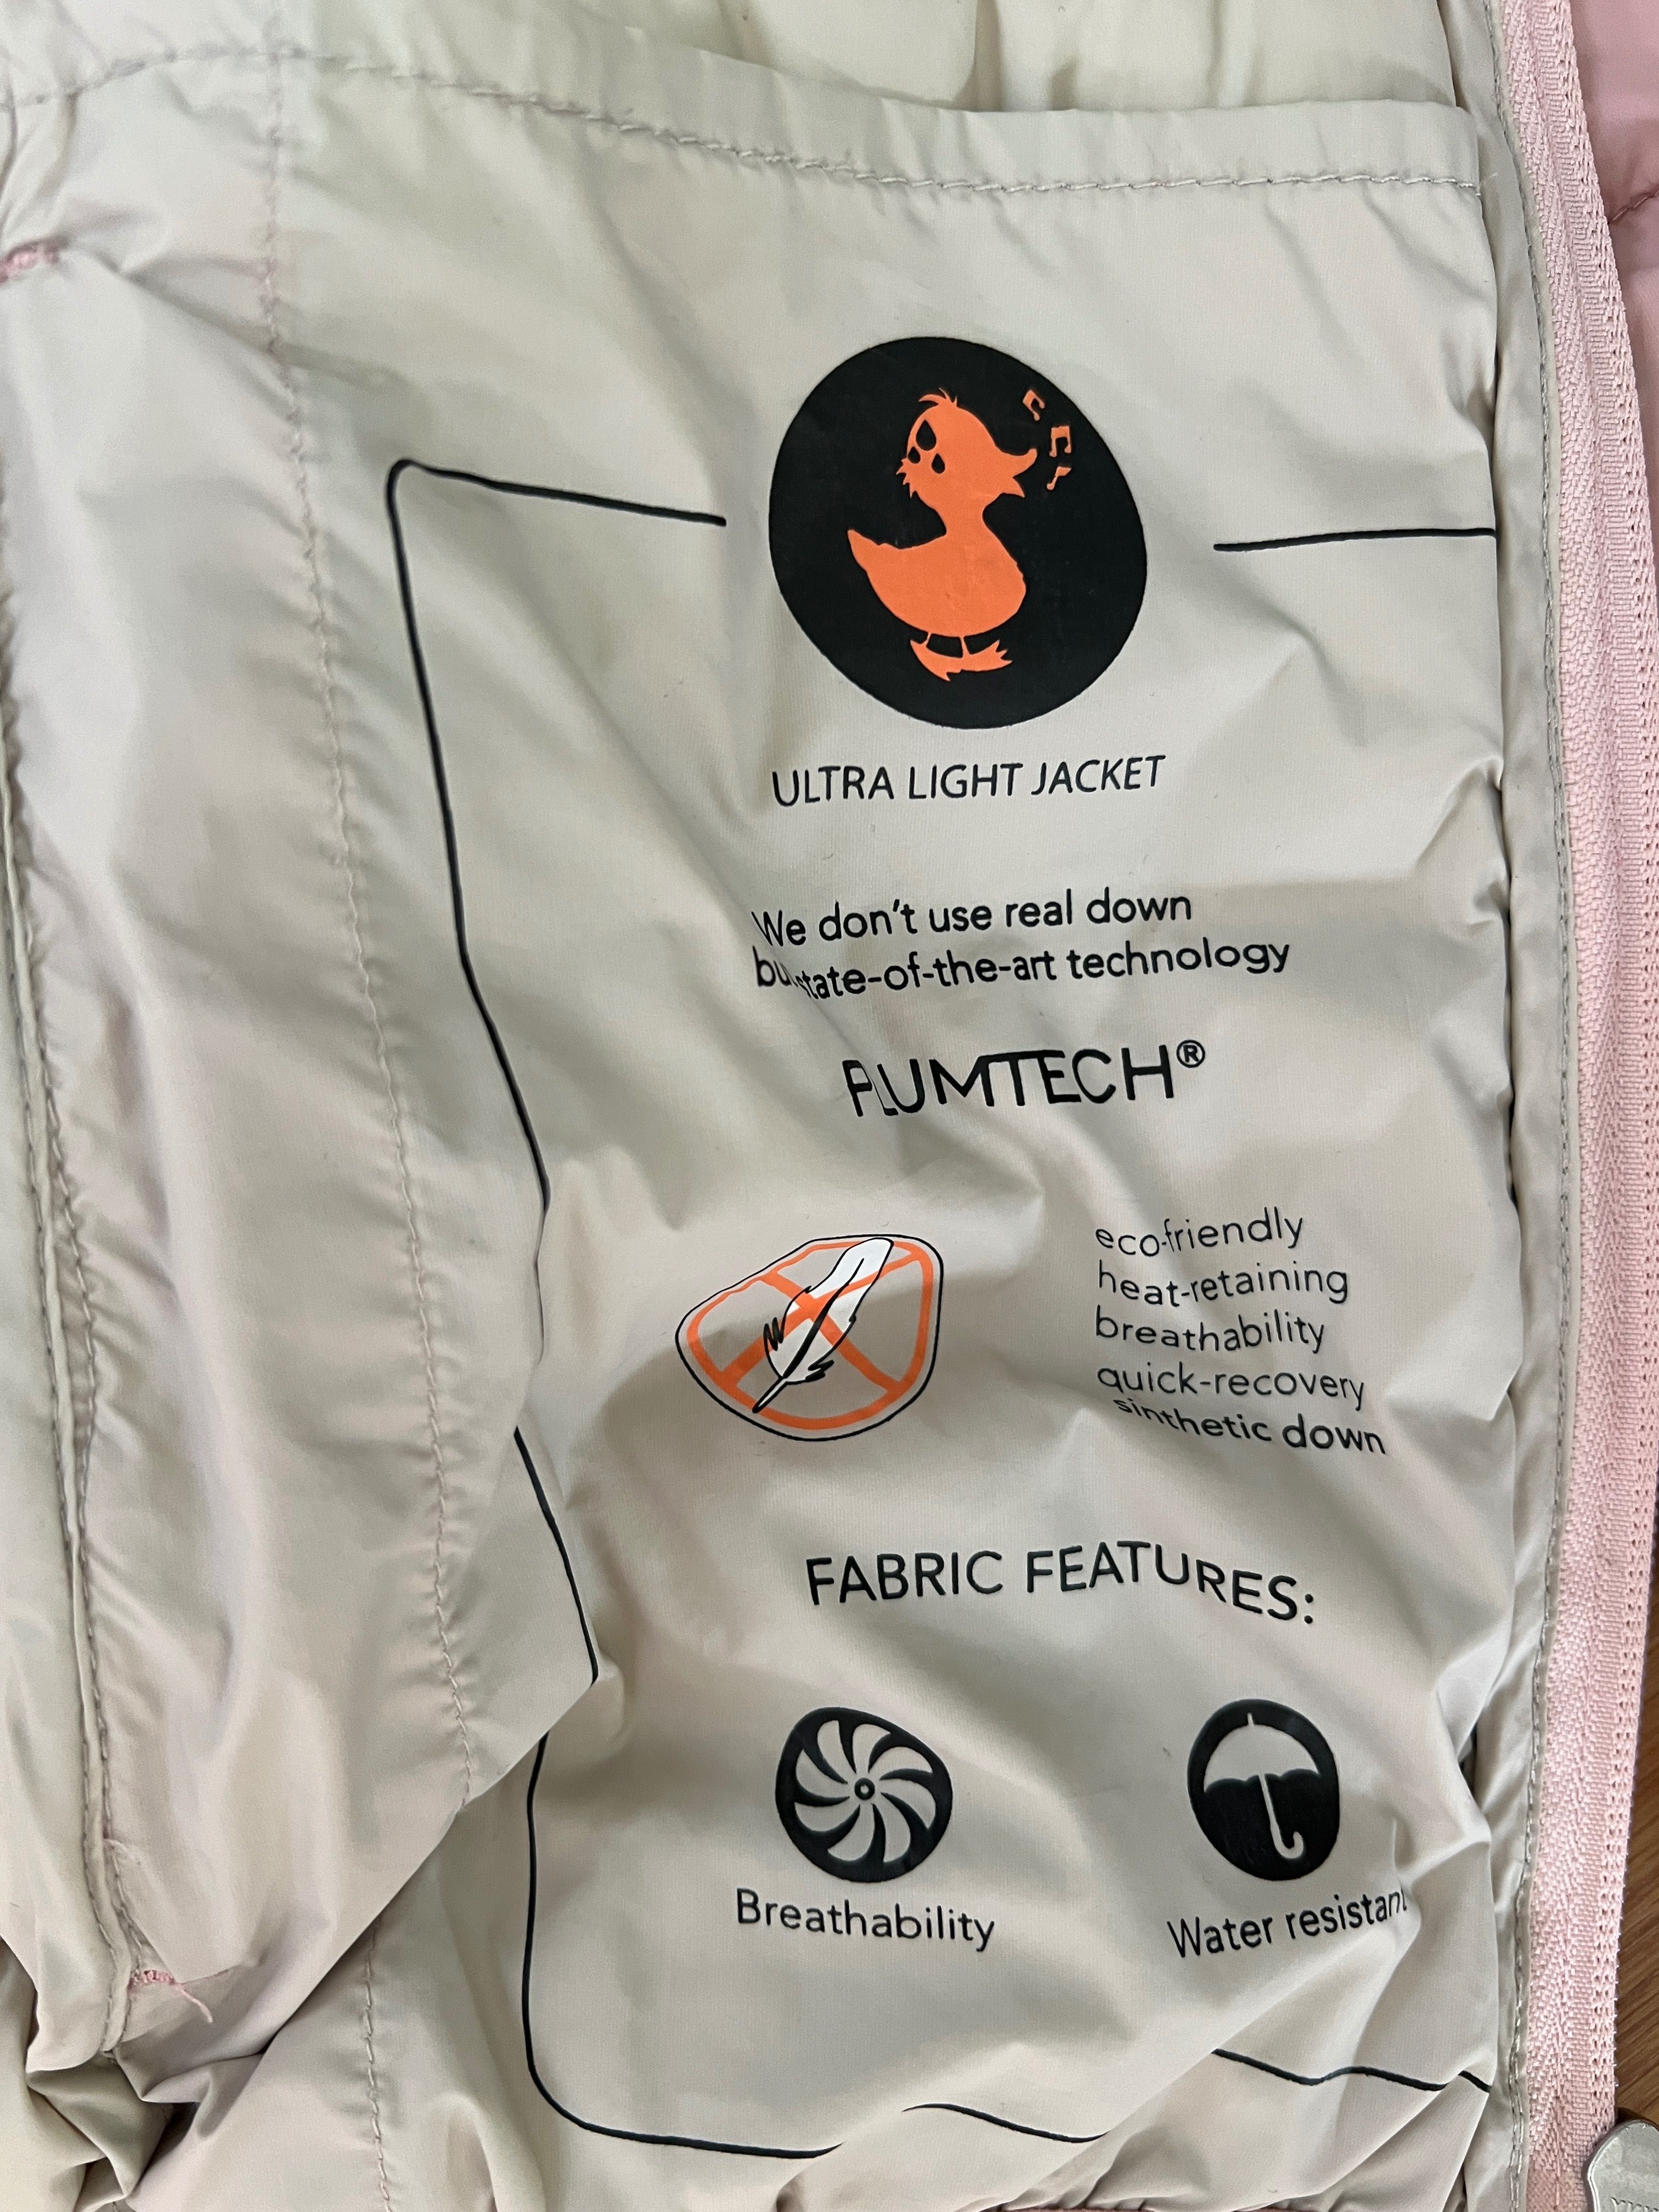 ULTRA LIGHT JACKET
We don't use real down
state-of-the-art technology
PLUMTECH®
eco-friendly
heat-retaining
breathability
quick-recovery
sinthetic down
FABRIC FEATURES:
Breathability
Water resistant